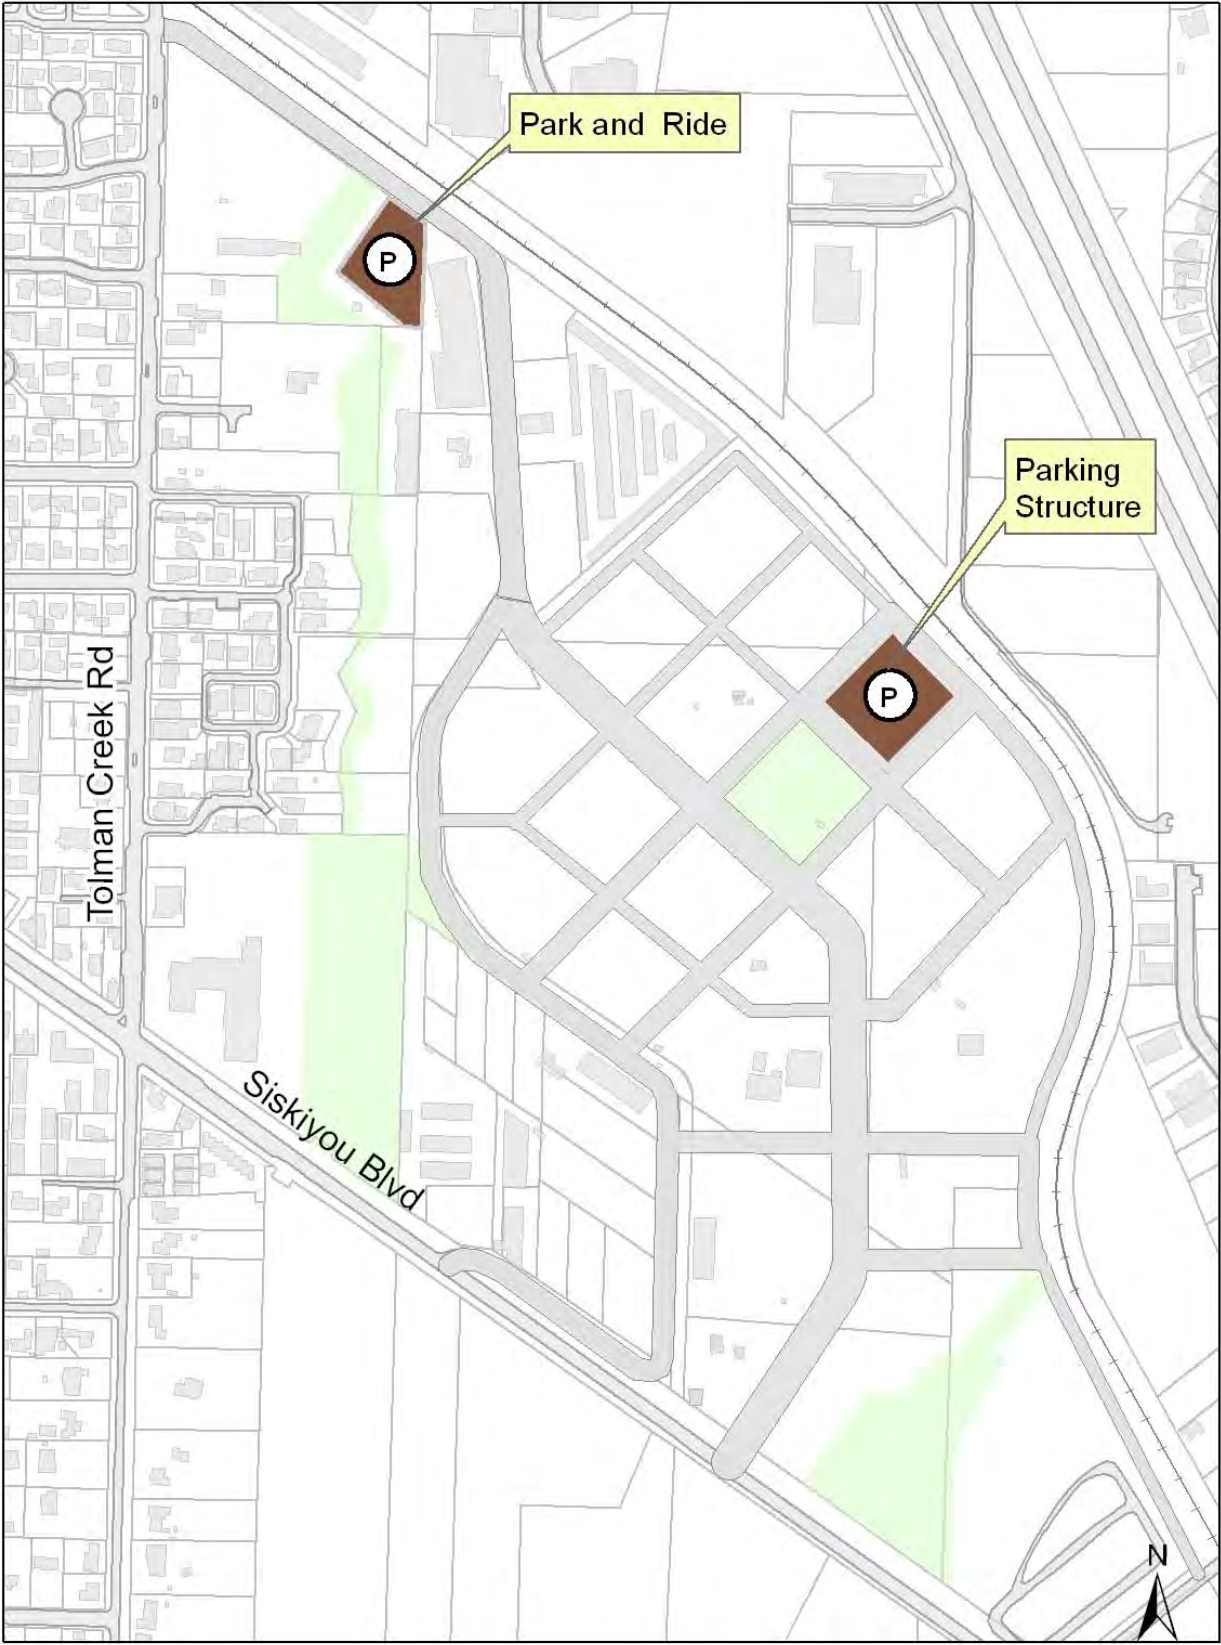 Park and Ride
P
Parking
Structure
P
Tolman Creek Rd
Siskiyou Blvd
N